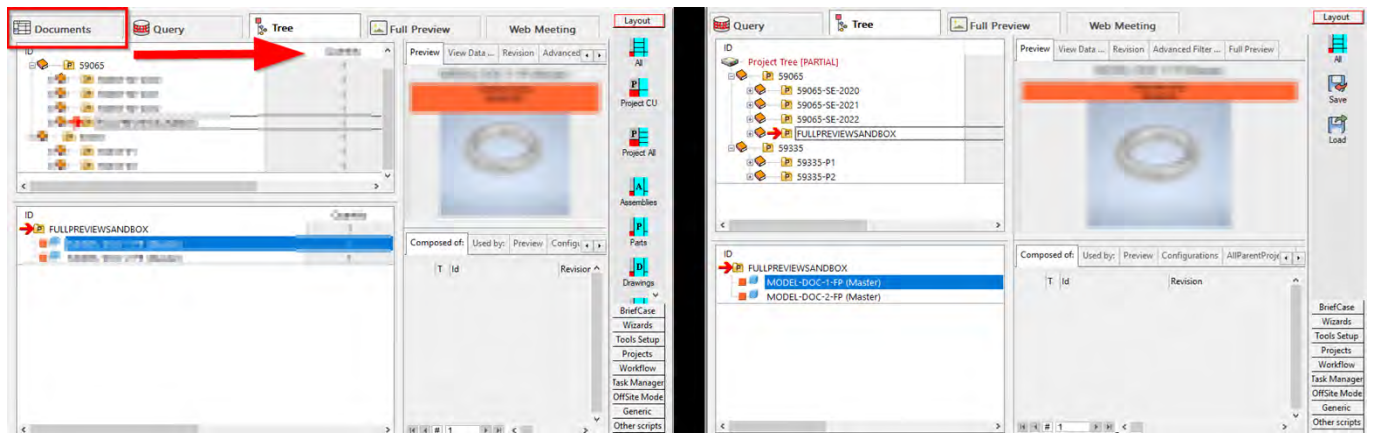 Documents
Query
Tree
Full Preview
Web Meeting
Layout
ID
59065
FULLPREVIEWSANDBOX
Preview
View Data ...
Revision
Advanced
All
Project CU
Project All
Assemblies
Parts
Drawings
ID
FULLPREVIEWSANDBOX
Composed of:
Used by:
Preview
Configu
T Id Revisior
1
BriefCase
Wizards
Tools Setup
Projects
Workflow
Task Manager
OffSite Mode
Generic
Other scripts
Query
Tree
Full Preview
Web Meeting
Layout
ID
Project Tree [PARTIAL]
59065
59065-SE-2020
59065-SE-2021
59065-SE-2022
FULLPREVIEWSANDBOX
59335
59335-P1
59335-P2
Preview
View Data ...
Revision
Advanced Filter ...
Full Preview
All
Save
Load
ID
FULLPREVIEWSANDBOX
MODEL-DOC-1-FP (Master)
MODEL-DOC-2-FP (Master)
Composed of:
Used by:
Preview
Configurations
AllParentProje
T Id Revision
1
BriefCase
Wizards
Tools Setup
Projects
Workflow
Task Manager
OffSite Mode
Generic
Other scripts